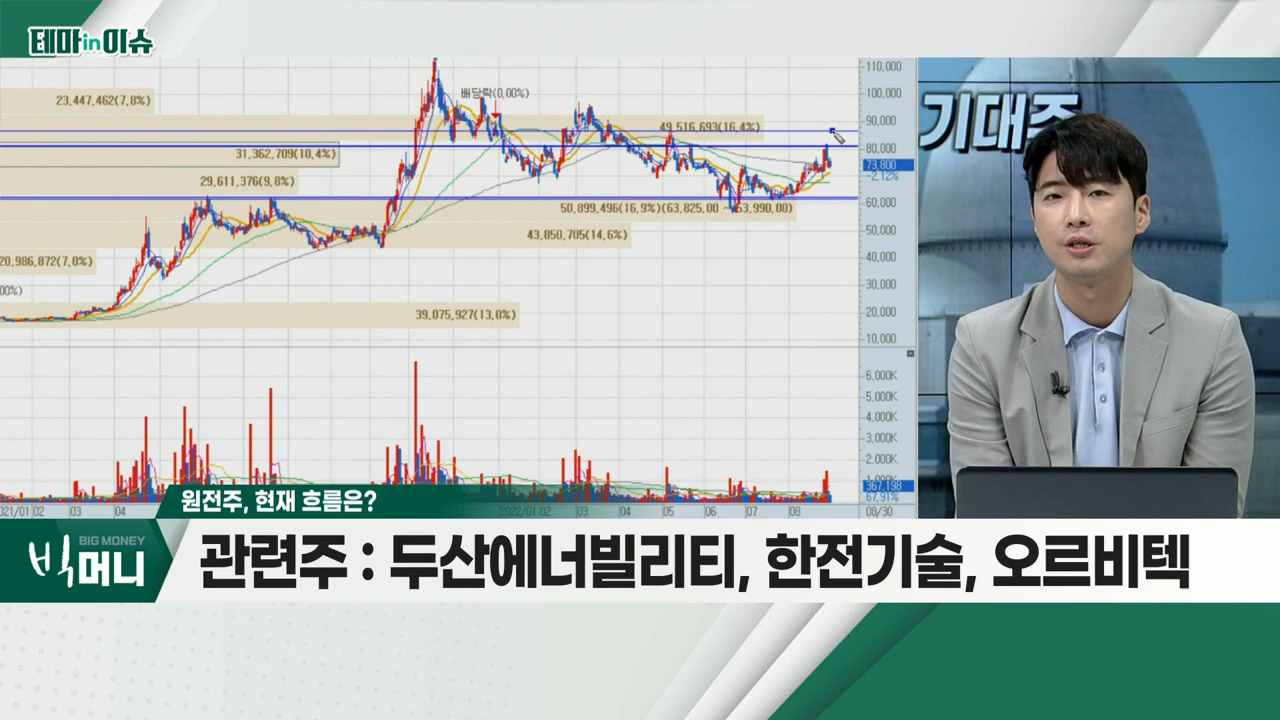 테마in이슈
110,000
23,447,462(7,8%)
배당락(0,00%)
100,000
90,000
49,516,693(16,4%)
기대주
31,362,709(10,4%)
80,000
73,800
-2,12%
29,611,376(9,8%)
60,000
50,899,496(16,9%)(63,825,00 ~ 63,990,00)
43,850,705(14,6%)
50,000
20,986,872(7,0%)
40,000
00%)
30,000
39,075,927(13,0%)
20,000
10,000
6,000K
5,000K
4,000K
3,000K
2,000K
367,198
67,91%
021/01 02 03 04 11 2022/01 02 03 04 05 06 07 08 08/30
원전주, 현재 흐름은?
BIG MONEY
빅머니
관련주 : 두산에너빌리티, 한전기술, 오르비텍